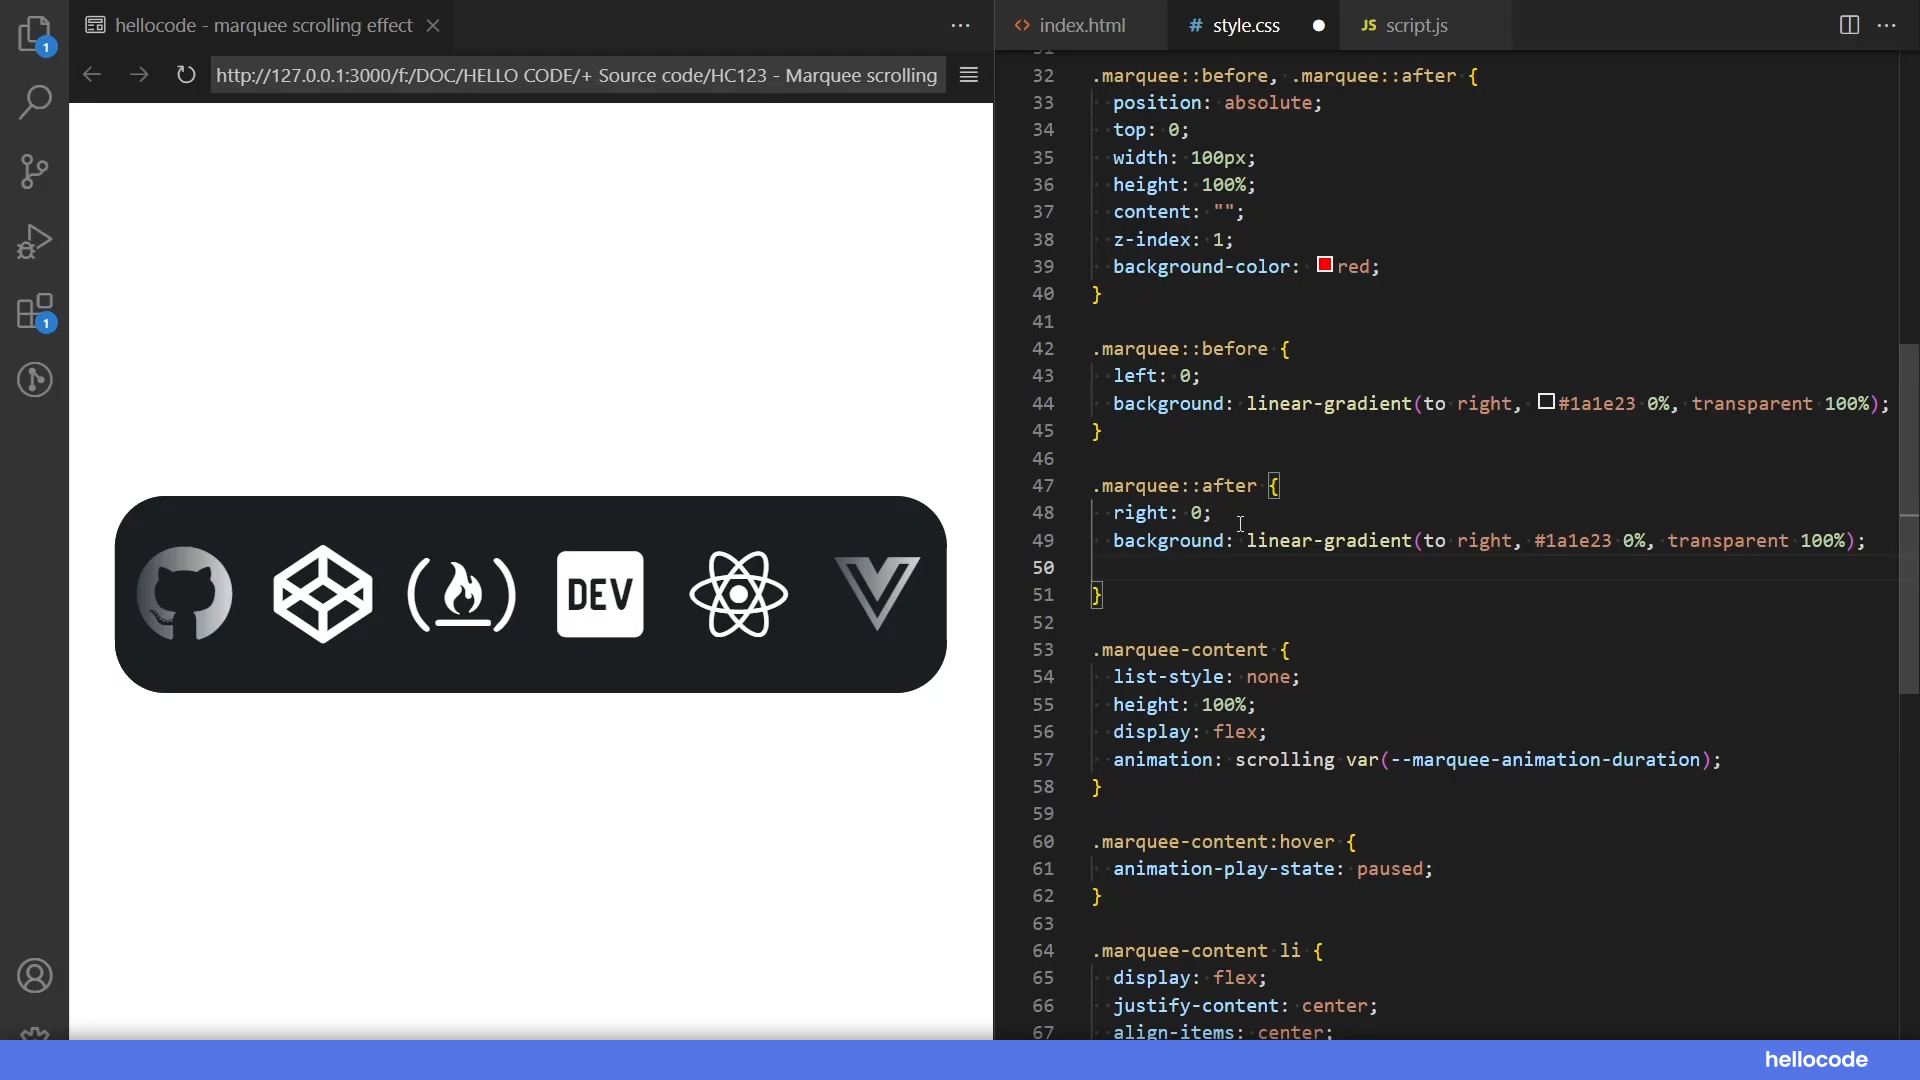 hellocode - marquee scrolling effect
http://127.0.0.1:3000/f:/DOC/HELLO CODE/+ Source code/HC123 - Marquee scrolling
1
1
DEV
<> index.html
# style.css
JS script.js
31
32 .marquee::before, .marquee::after {
33 position: absolute;
34 top: 0;
35 width: 100px;
36 height: 100%;
37 content: "";
38 z-index: 1;
39 background-color: red;
40 }
41
42 .marquee::before {
43 left: 0;
44 background: linear-gradient(to right, #1a1e23 0%, transparent 100%);
45 }
46
47 .marquee::after {
48 right: 0;
49 background: linear-gradient(to right, #1a1e23 0%, transparent 100%);
50
51 }
52
53 .marquee-content {
54 list-style: none;
55 height: 100%;
56 display: flex;
57 animation: scrolling var(--marquee-animation-duration);
58 }
59
60 .marquee-content:hover {
61 animation-play-state: paused;
62 }
63
64 .marquee-content li {
65 display: flex;
66 justify-content: center;
67 align-items: center;
hellocode